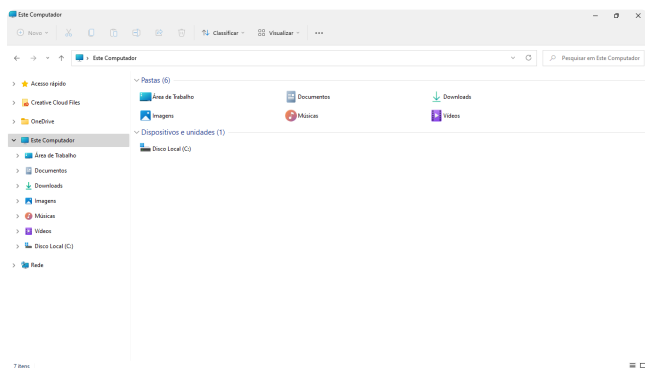 Este Computador
Novo
Classificar
Visualizar
Este Computador
Pesquisar em Este Computador
Acesso rápido
Creative Cloud Files
OneDrive
Este Computador
Área de Trabalho
Documentos
Downloads
Imagens
Músicas
Vídeos
Disco Local (C:)
Rede
Pastas (6)
Área de Trabalho
Documentos
Downloads
Imagens
Músicas
Vídeos
Dispositivos e unidades (1)
Disco Local (C:)
7 itens